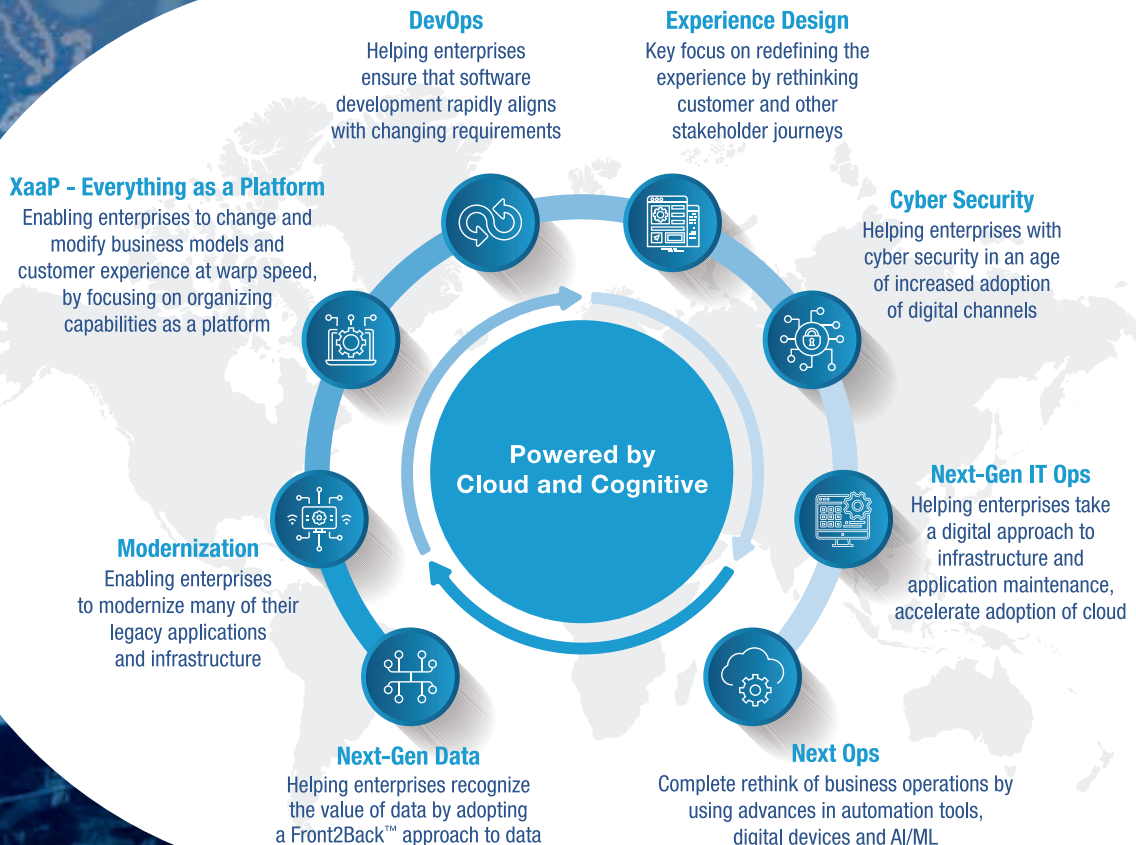 DevOps
Helping enterprises
ensure that software
development rapidly aligns
with changing requirements
Experience Design
Key focus on redefining the
experience by rethinking
customer and other
stakeholder journeys
XaaP - Everything as a Platform
Enabling enterprises to change and
modify business models and
customer experience at warp speed,
by focusing on organizing
capabilities as a platform
Cyber Security
Helping enterprises with
cyber security in an age
of increased adoption
of digital channels
Powered by
Cloud and Cognitive
Modernization
Enabling enterprises
to modernize many of their
legacy applications
and infrastructure
Next-Gen IT Ops
Helping enterprises take
a digital approach to
infrastructure and
application maintenance,
accelerate adoption of cloud
Next-Gen Data
Helping enterprises recognize
the value of data by adopting
a Front2Back™ approach to data
Next Ops
Complete rethink of business operations by
using advances in automation tools,
digital devices and AI/ML